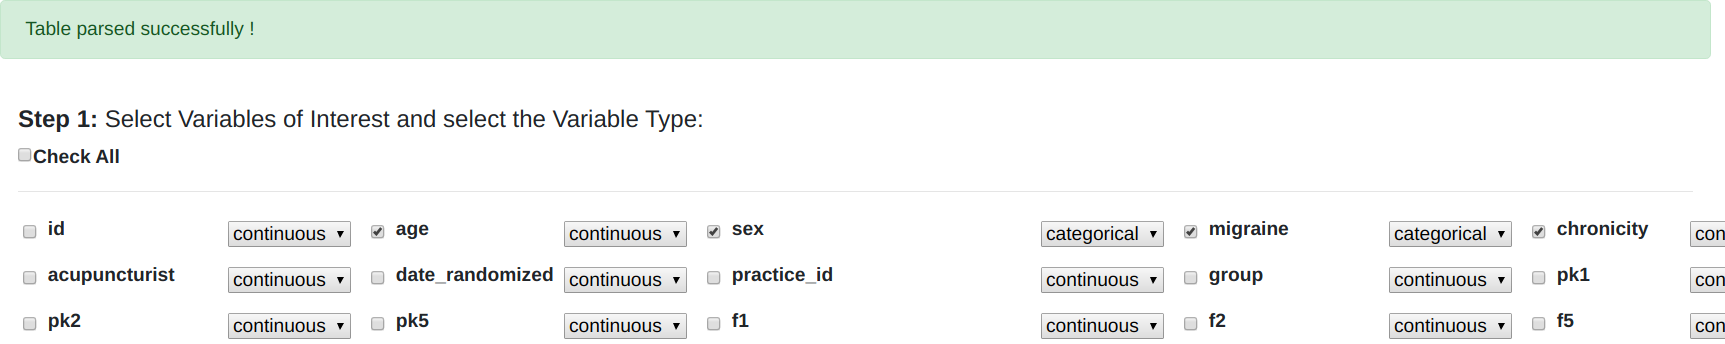 Table parsed successfully !
Step 1: Select Variables of Interest and select the Variable Type:
Check All
id continuous age continuous sex categorical migraine categorical chronicity con
acupuncturist continuous date_randomized continuous practice_id continuous group continuous pk1 con
pk2 continuous pk5 continuous f1 continuous f2 continuous f5 con